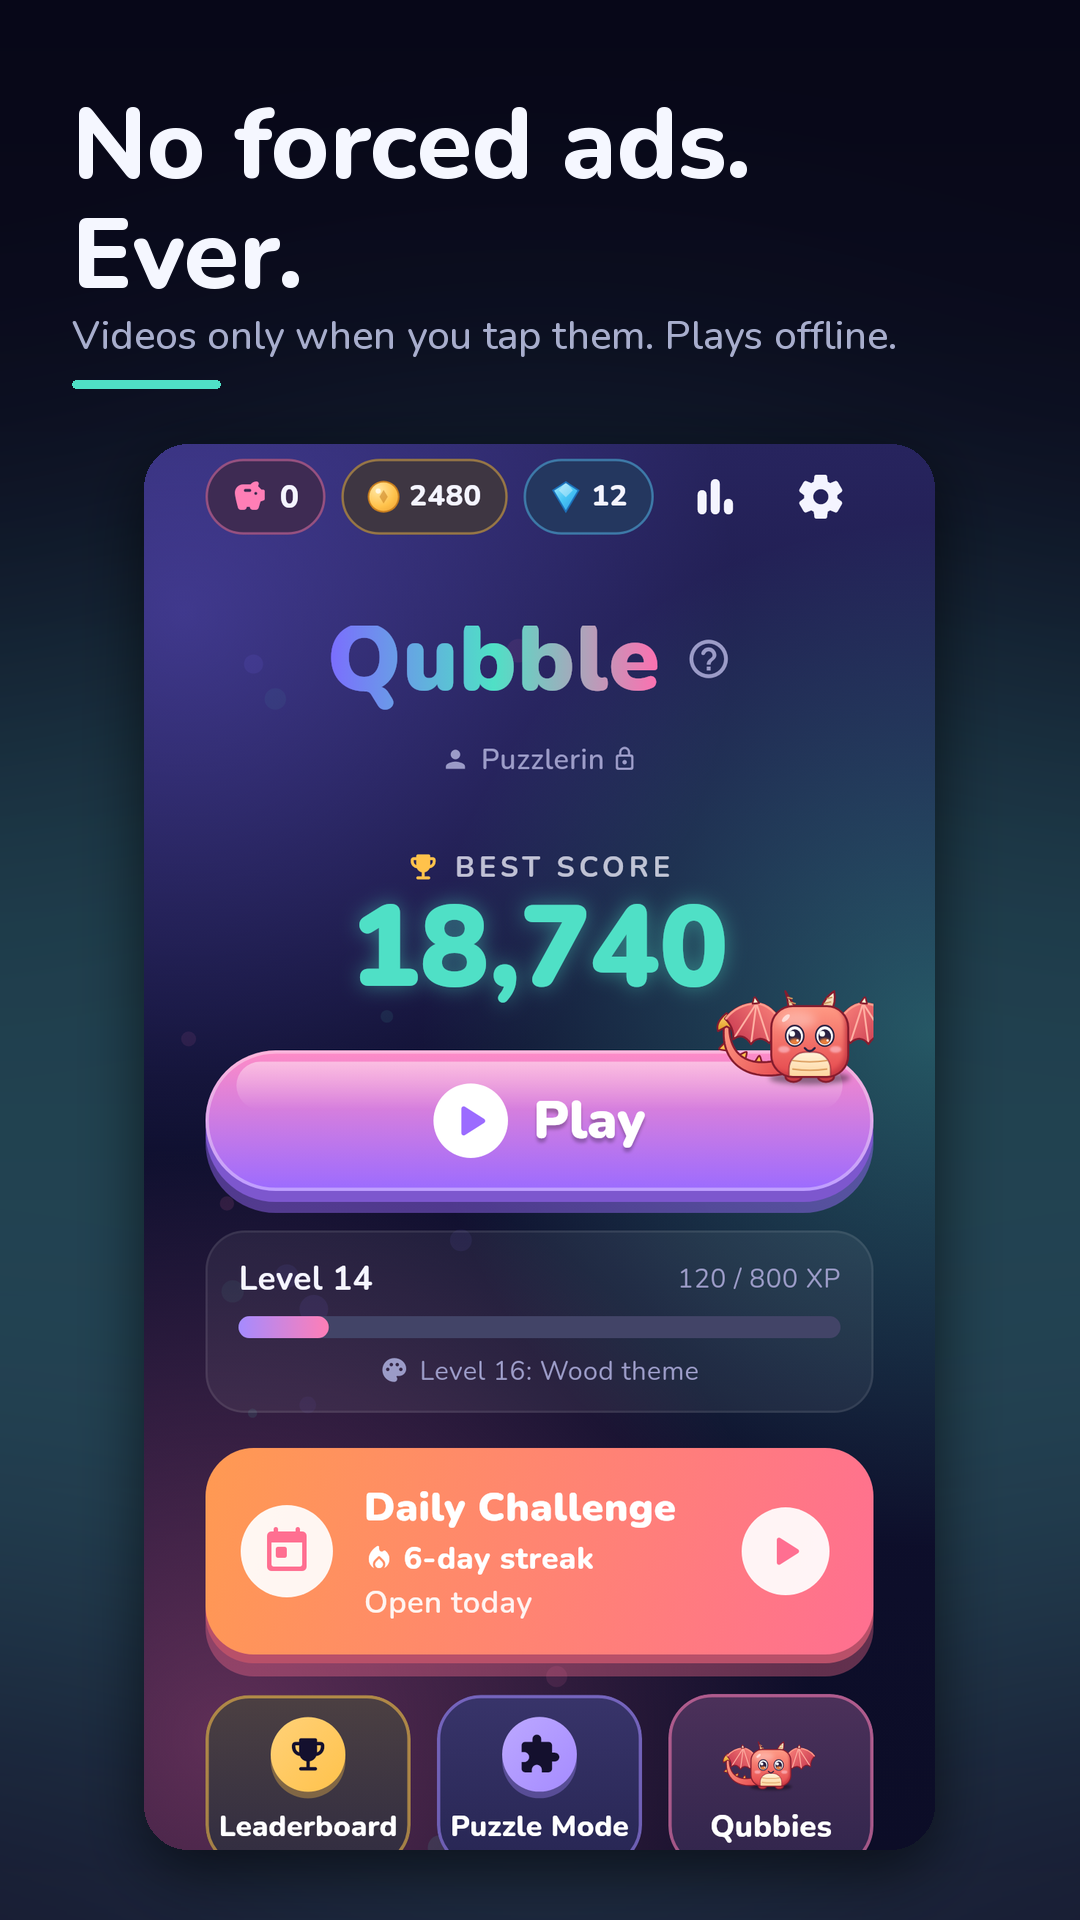 No forced ads.
Ever.
Videos only when you tap them. Plays offline.
0 2480 12
Qubble
Puzzlerin
BEST SCORE
18,740
Play
Level 14 120 / 800 XP
Level 16: Wood theme
Daily Challenge
6-day streak
Open today
Leaderboard Puzzle Mode Qubbies